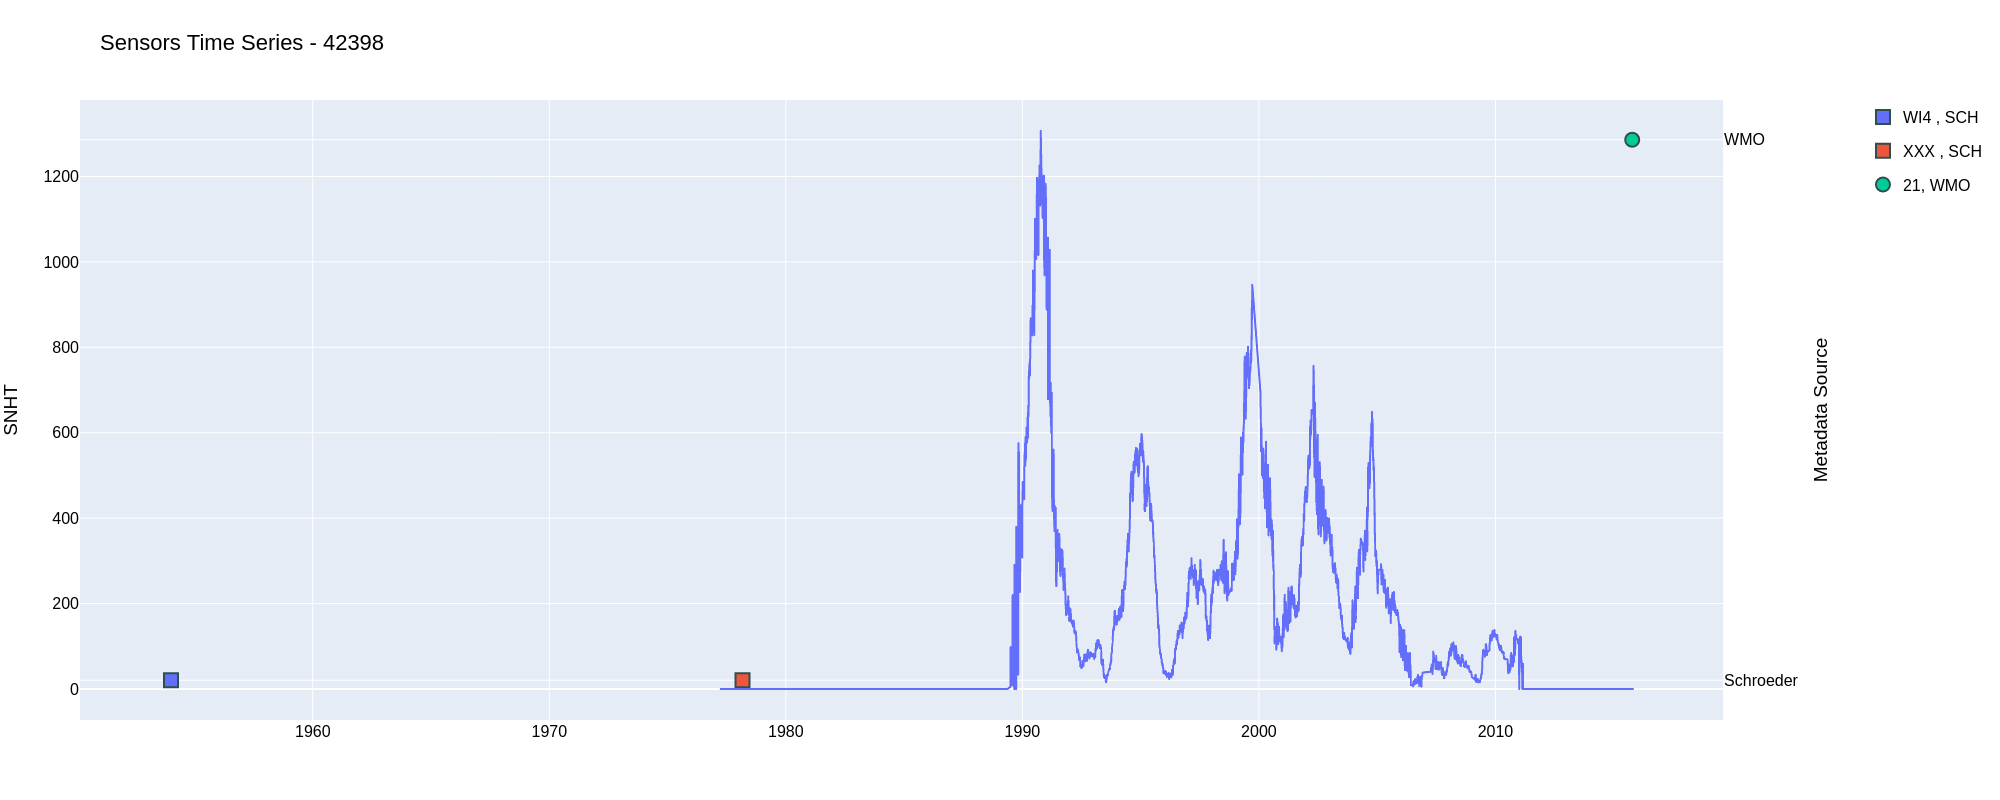 Sensors Time Series - 42398
WI4 , SCH
XXX , SCH
21, WMO
WMO
Schroeder
Metadata Source
SNHT
1200
1000
800
600
400
200
0
1960
1970
1980
1990
2000
2010